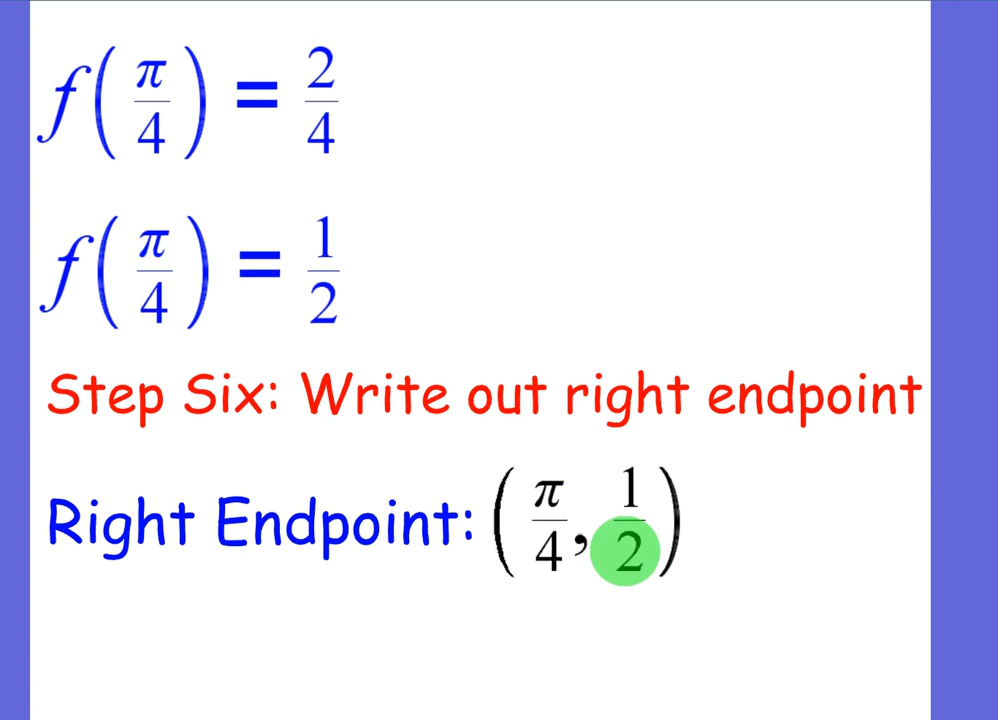 f(π/4) = 2/4
f(π/4) = 1/2
Step Six: Write out right endpoint
Right Endpoint: (π/4, 1/2)